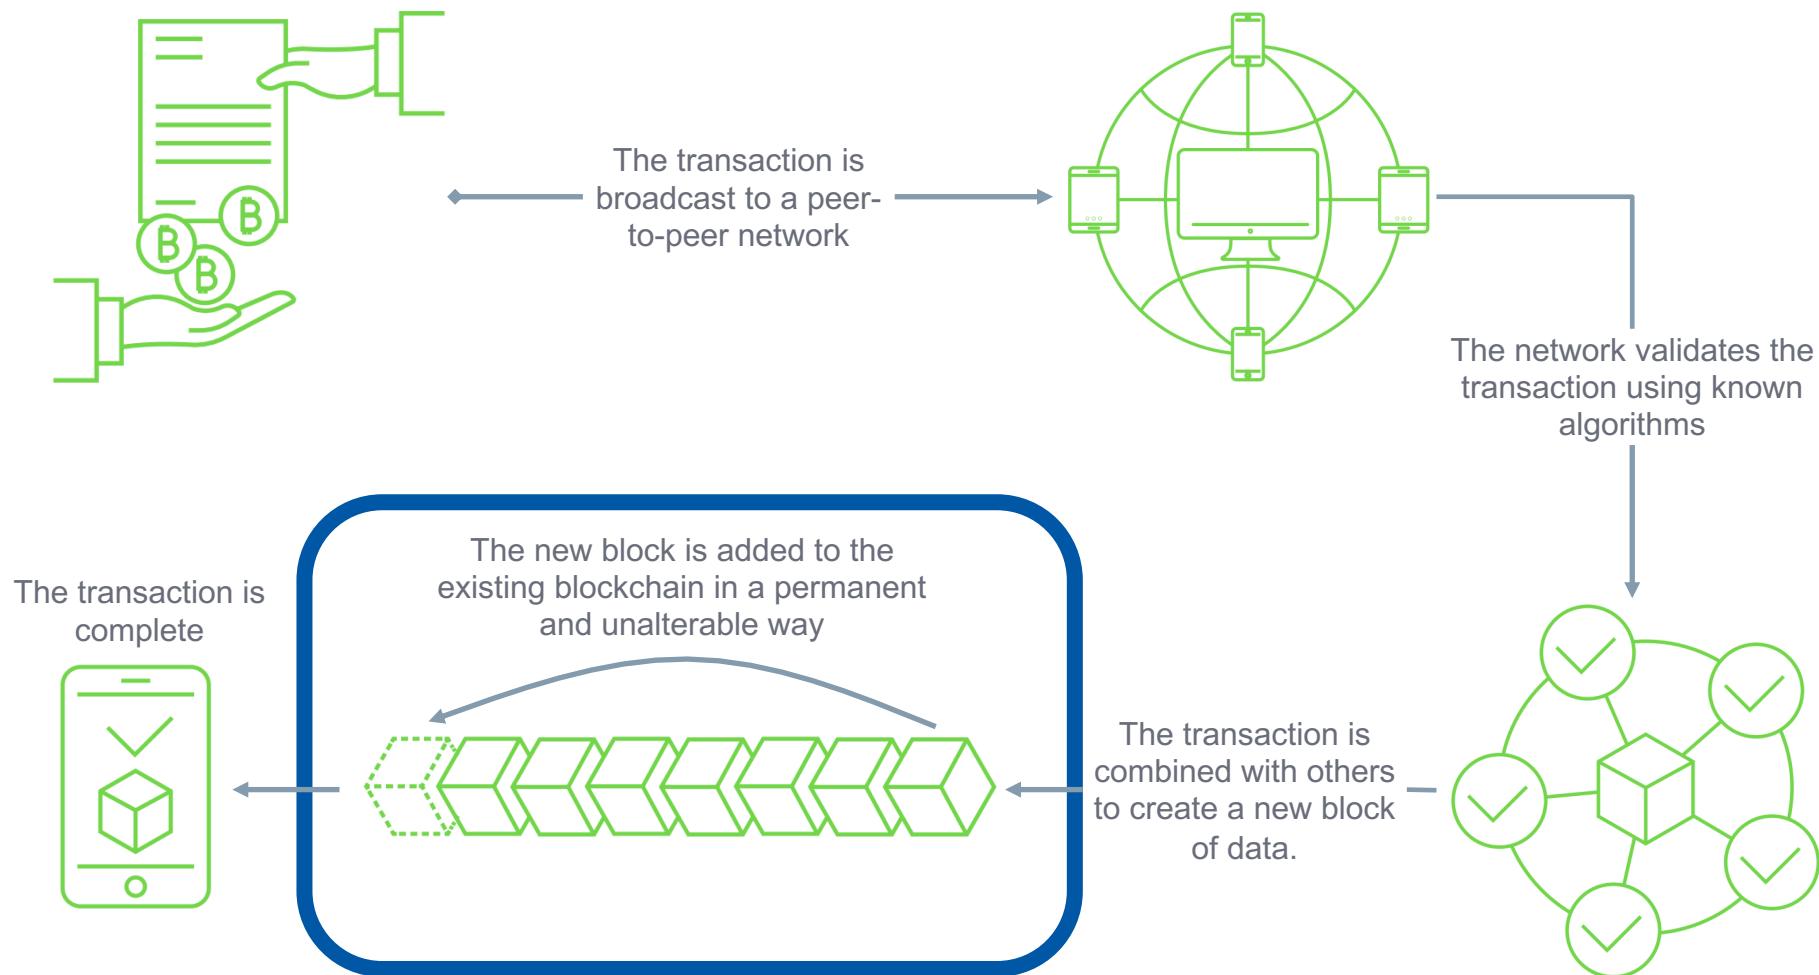 The transaction is
broadcast to a peer-
to-peer network
The network validates the
transaction using known
algorithms
The transaction is
combined with others
to create a new block
of data.
The new block is added to the
existing blockchain in a permanent
and unalterable way
The transaction is
complete